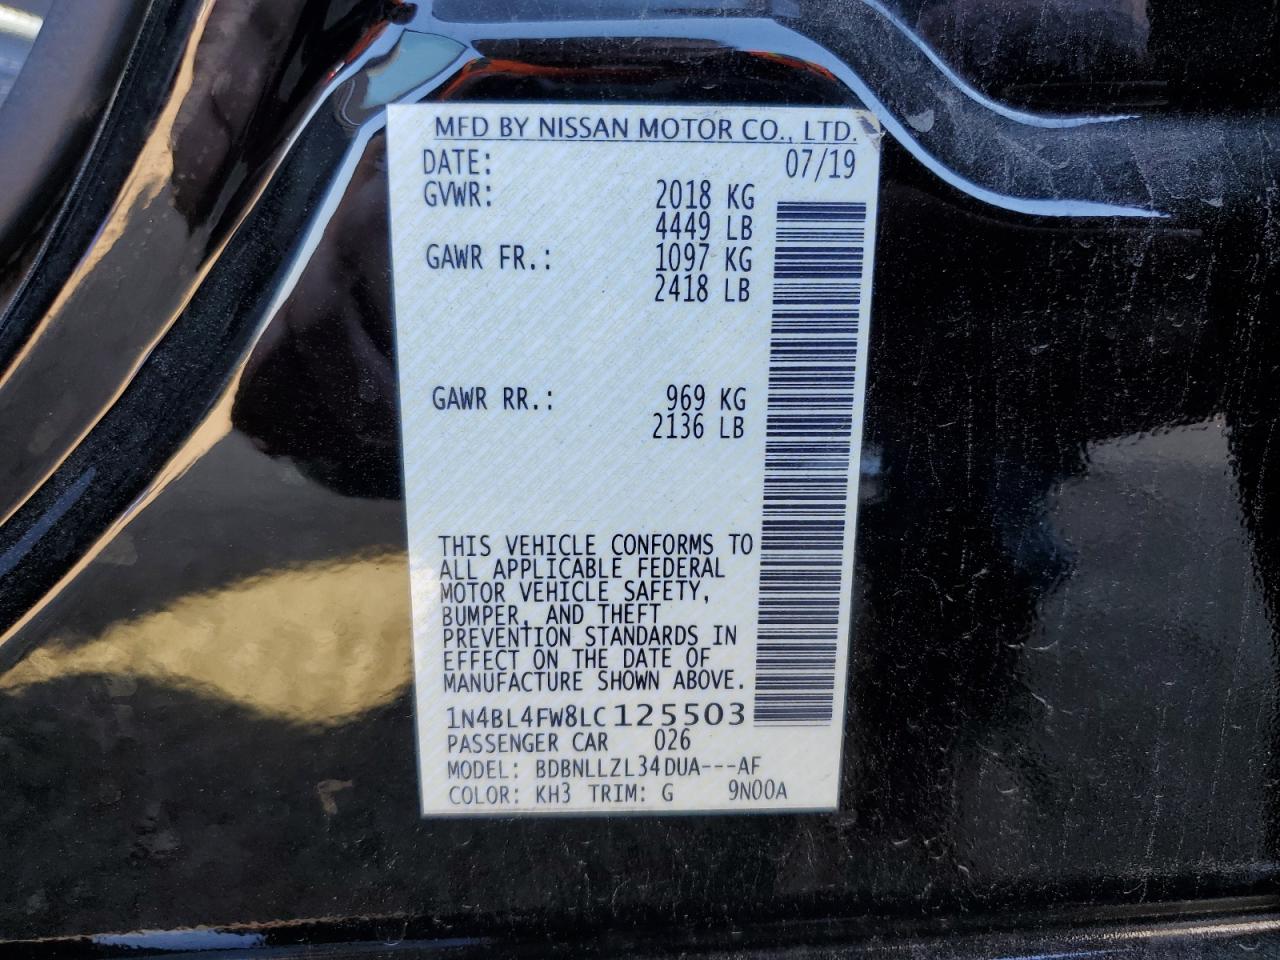 MFD BY NISSAN MOTOR CO., LTD.
DATE: 07/19
GVWR: 2018 KG
4449 LB
GAWR FR.: 1097 KG
2418 LB
GAWR RR.: 969 KG
2136 LB
THIS VEHICLE CONFORMS TO
ALL APPLICABLE FEDERAL
MOTOR VEHICLE SAFETY,
BUMPER, AND THEFT
PREVENTION STANDARDS IN
EFFECT ON THE DATE OF
MANUFACTURE SHOWN ABOVE.
1N4BL4FW8LC125503
PASSENGER CAR 026
MODEL: BDBNLLZL34DUA---AF
COLOR: KH3 TRIM: G 9N00A